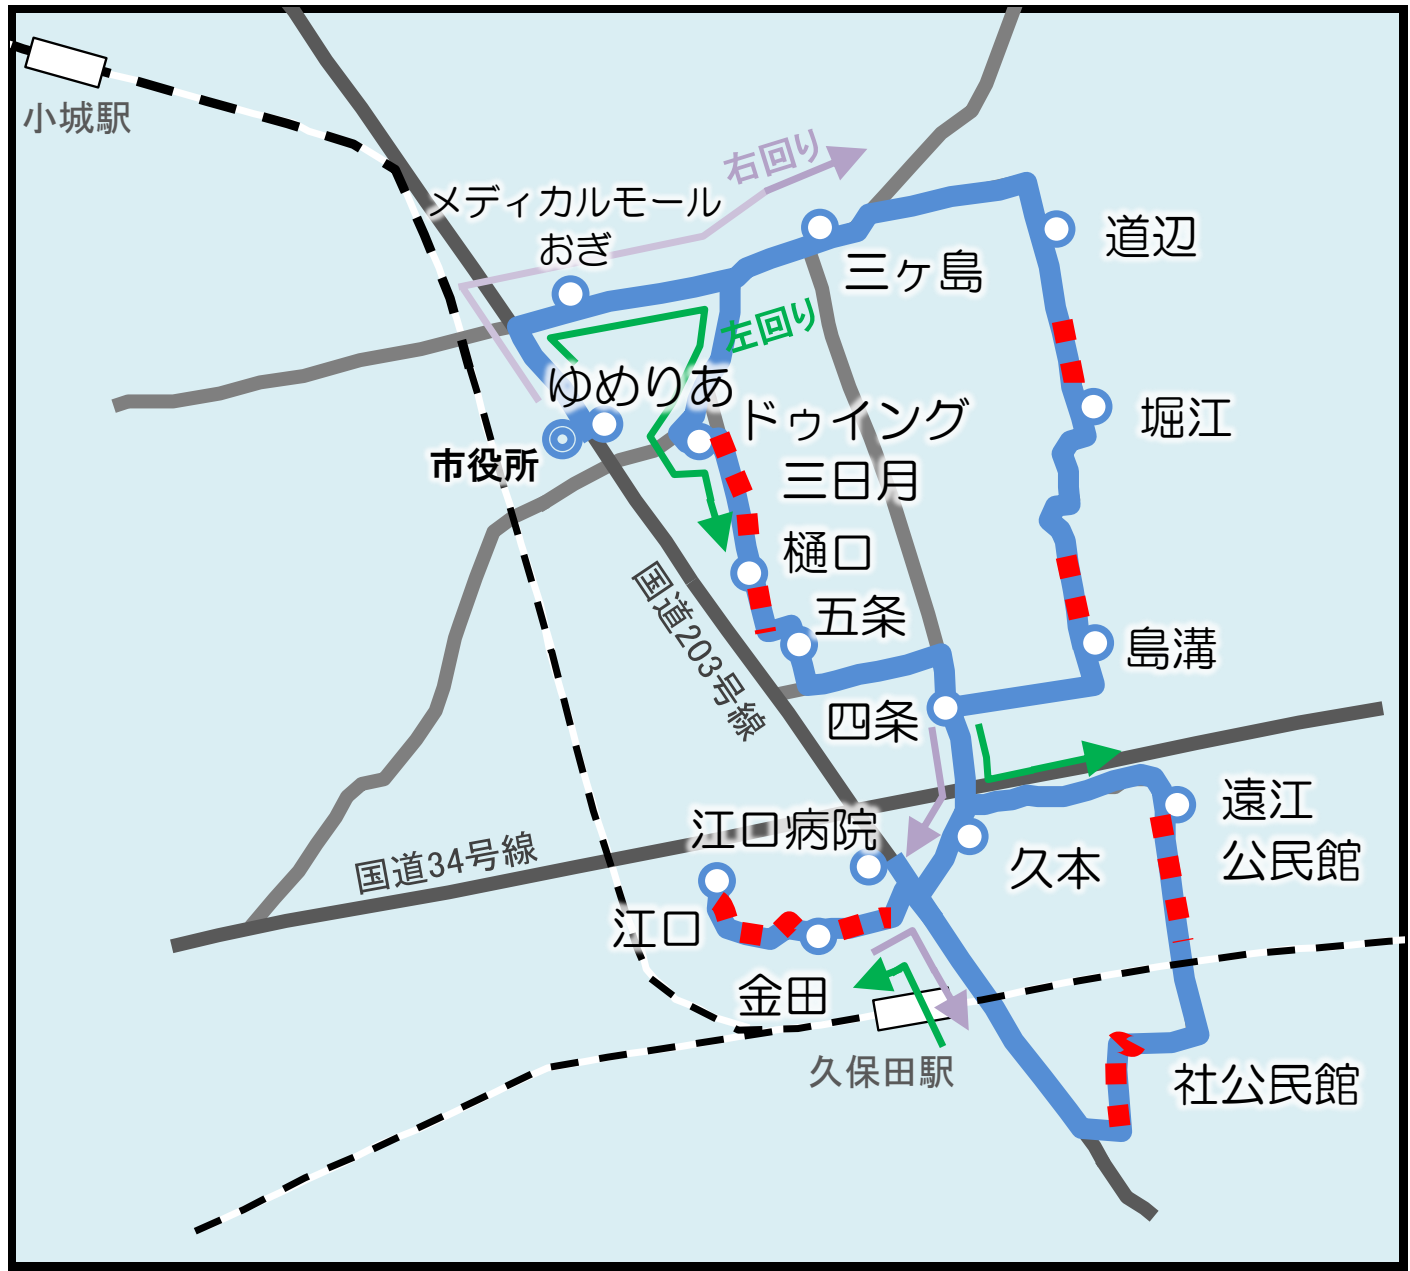 小城駅
右回り
メディカルモール
おぎ
道辺
三ヶ島
左回り
ゆめりあ
ドゥイング
三日月
堀江
市役所
樋口
五条
国道203号線
島溝
四条
遠江
公民館
江口病院
国道34号線
久本
江口
金田
久保田駅
社公民館